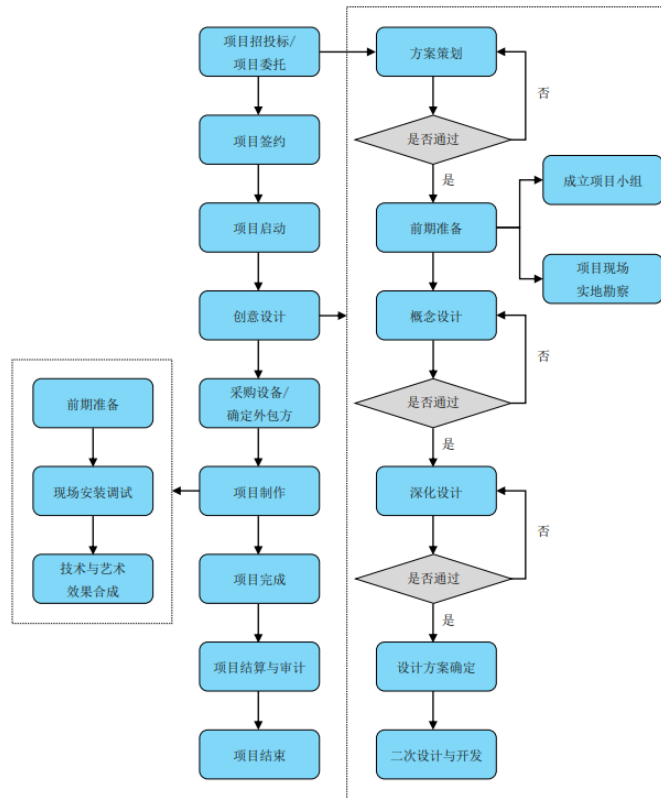 项目招投标/
项目委托
方案策划
否
项目签约
是否通过
是
成立项目小组
项目启动
前期准备
项目现场
实地勘察
创意设计
概念设计
否
前期准备
采购设备/
确定外包方
是否通过
是
现场安装调试
项目制作
深化设计
否
技术与艺术
效果合成
项目完成
是否通过
是
项目结算与审计
设计方案确定
项目结束
二次设计与开发